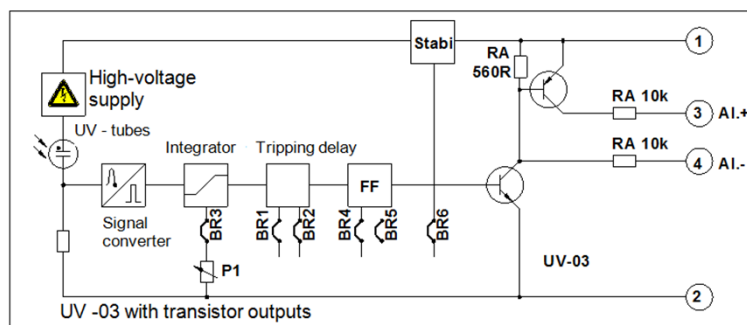 Stabi
1
RA
560R
High-voltage
supply
RA 10k
3 Al.+
UV - tubes
RA 10k
Integrator
Tripping delay
4 Al.-
FF
Signal
converter
BR3
BR1
BR2
BR4
BR5
BR6
P1
UV-03
2
UV -03 with transistor outputs